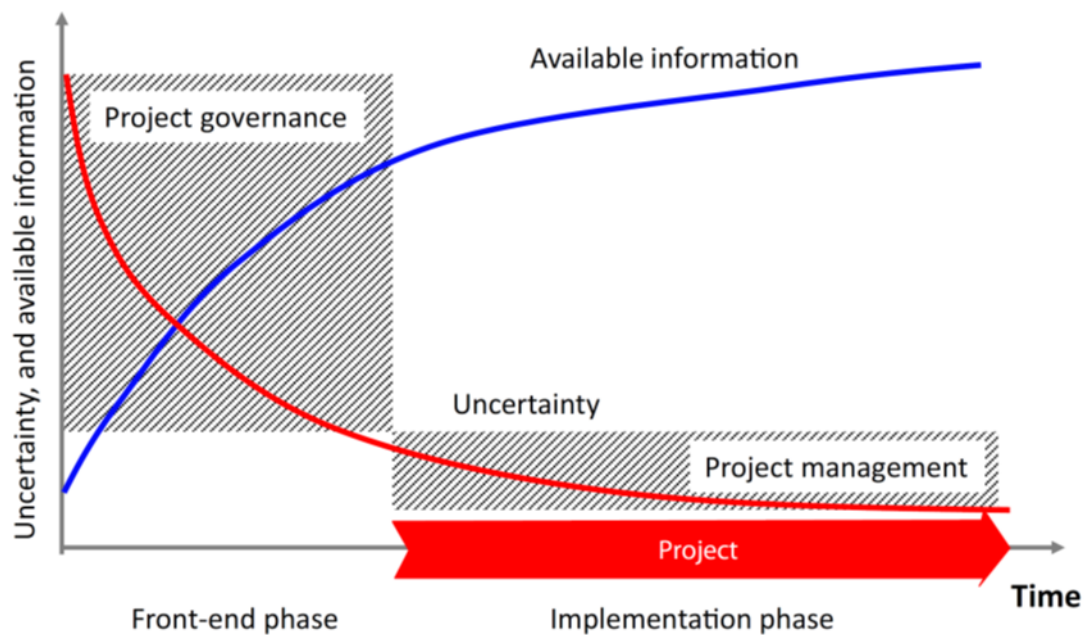 Uncertainty, and available information
Available information
Project governance
Uncertainty
Project management
Project
Time
Front-end phase
Implementation phase